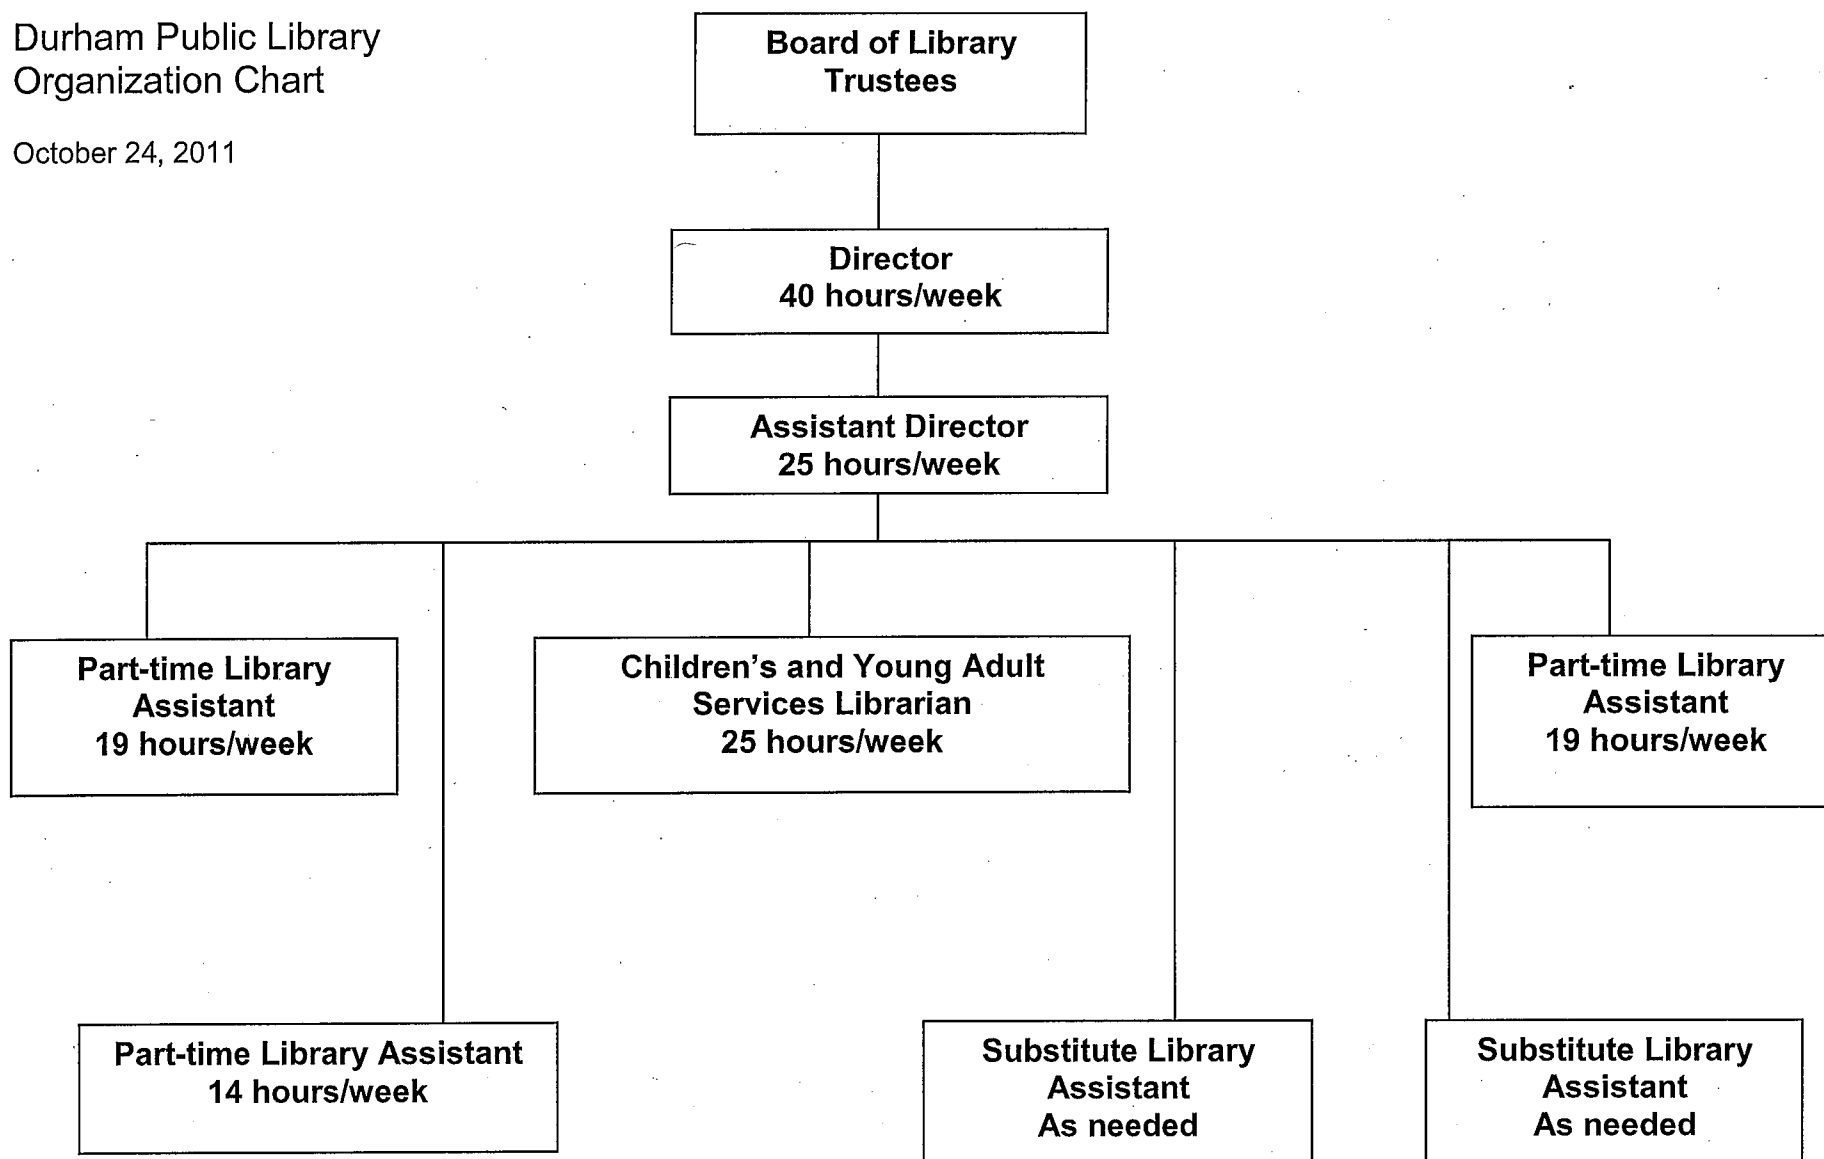 Durham Public Library
Organization Chart
October 24, 2011
Board of Library
Trustees
Director
40 hours/week
Assistant Director
25 hours/week
Part-time Library
Assistant
19 hours/week
Children's and Young Adult
Services Librarian
25 hours/week
Part-time Library
Assistant
19 hours/week
Part-time Library Assistant
14 hours/week
Substitute Library
Assistant
As needed
Substitute Library
Assistant
As needed